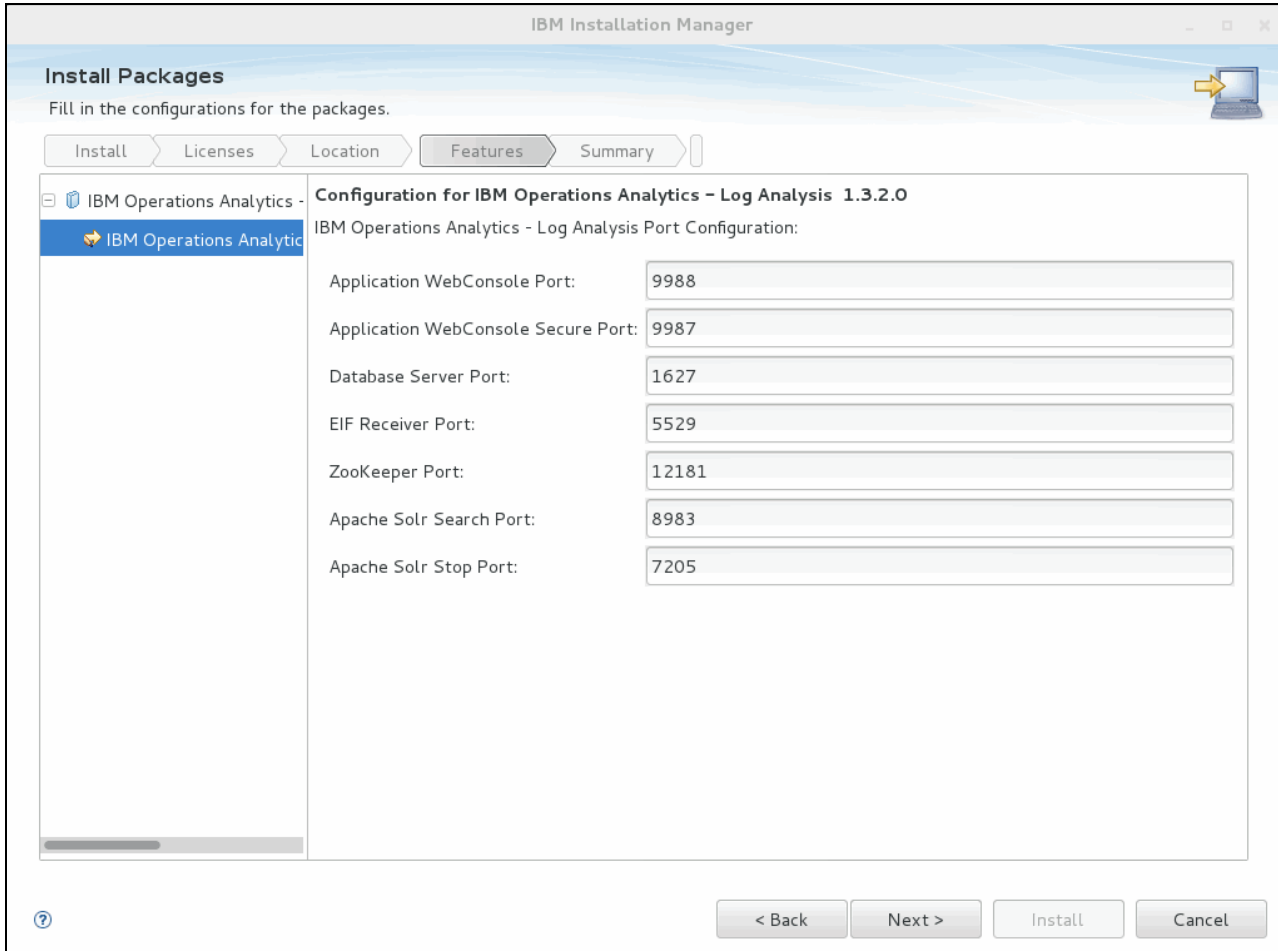 IBM Installation Manager
Install Packages
Fill in the configurations for the packages.
Install Licenses Location Features Summary
IBM Operations Analytics -
IBM Operations Analytic
Configuration for IBM Operations Analytics - Log Analysis 1.3.2.0
IBM Operations Analytics - Log Analysis Port Configuration:
Application WebConsole Port: 9988
Application WebConsole Secure Port: 9987
Database Server Port: 1627
EIF Receiver Port: 5529
ZooKeeper Port: 12181
Apache Solr Search Port: 8983
Apache Solr Stop Port: 7205
? < Back Next > Install Cancel